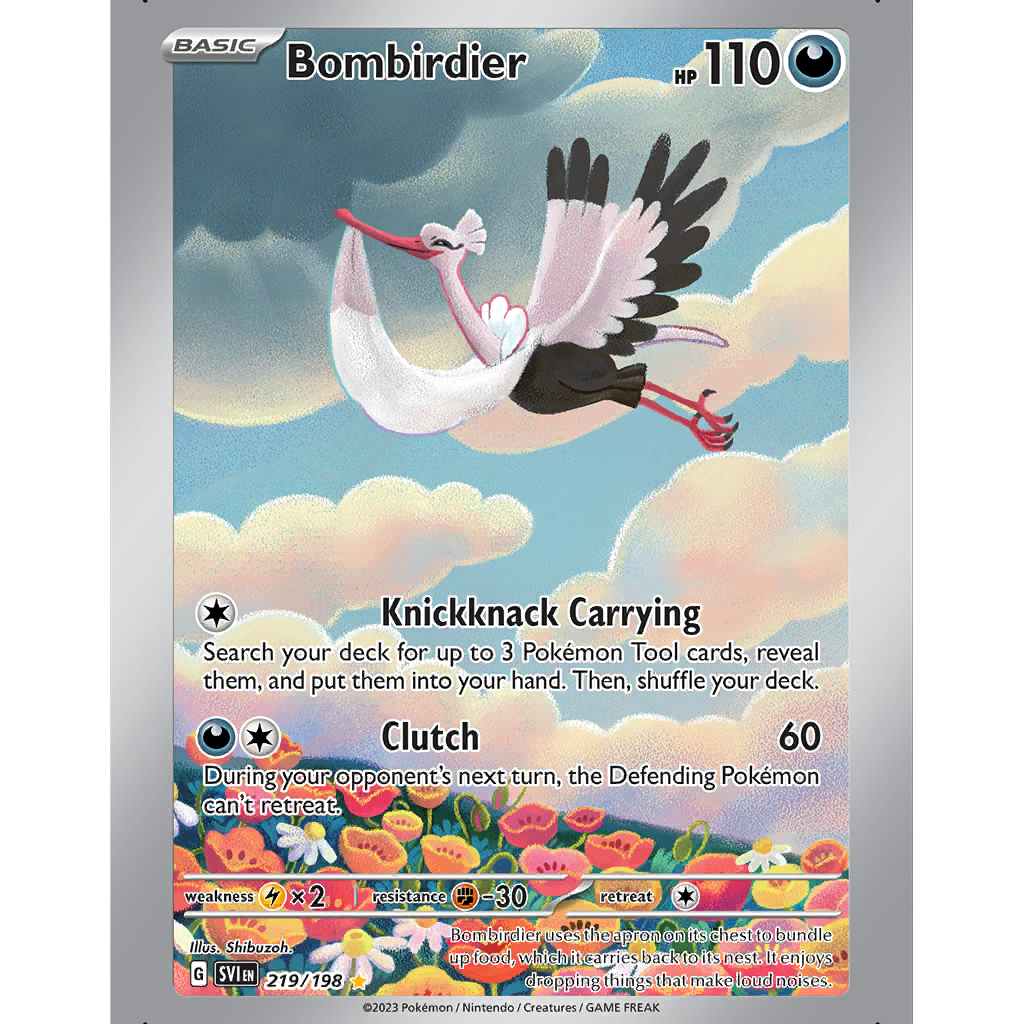 BASIC Bombirdier HP 110
Knickknack Carrying
Search your deck for up to 3 Pokémon Tool cards, reveal
them, and put them into your hand. Then, shuffle your deck.
Clutch 60
During your opponent's next turn, the Defending Pokémon
can't retreat.
weakness ×2 resistance -30 retreat
Illus. Shibuzoh.
G SVI EN 219/198
Bombirdier uses the apron on its chest to bundle
up food, which it carries back to its nest. It enjoys
dropping things that make loud noises.
©2023 Pokémon / Nintendo / Creatures / GAME FREAK